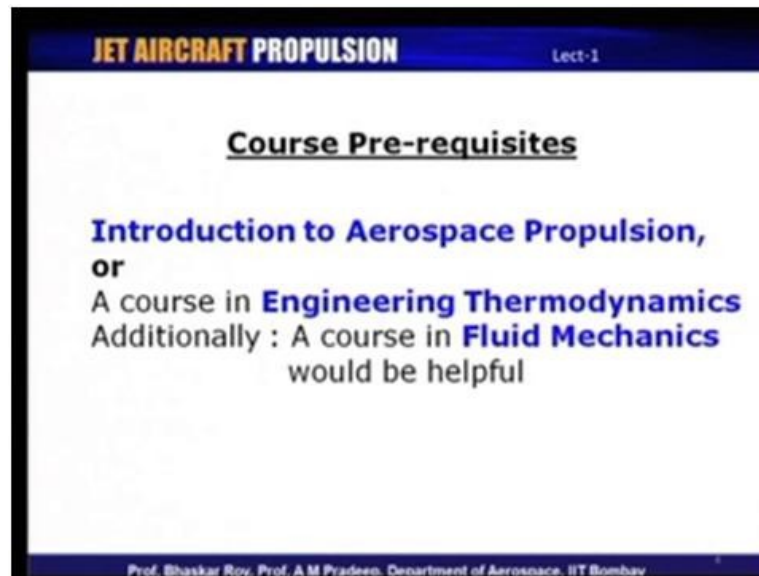 JET AIRCRAFT PROPULSION Lect-1
Course Pre-requisites
Introduction to Aerospace Propulsion,
or
A course in Engineering Thermodynamics
Additionally : A course in Fluid Mechanics
would be helpful
Prof. Bhaskar Roy, Prof. A M Pradeep, Department of Aerospace, IIT Bombay